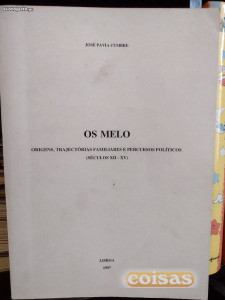 JOSÉ PAVIA CUMBRE
OS MELO
ORIGENS, TRAJECTÓRIAS FAMILIARES E PERCURSOS POLÍTICOS
(SÉCULOS XII - XV)
LISBOA
1997
coisas